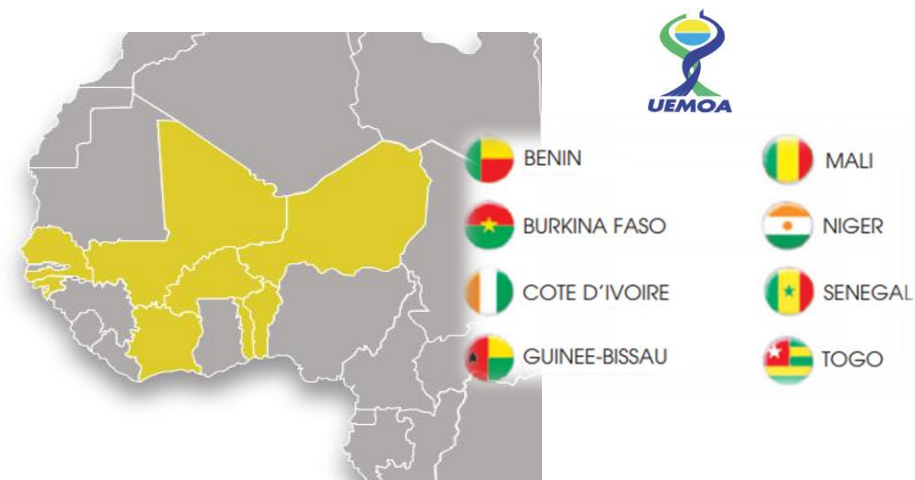 UEMOA
BENIN
BURKINA FASO
COTE D'IVOIRE
GUINEE-BISSAU
MALI
NIGER
SENEGAL
TOGO